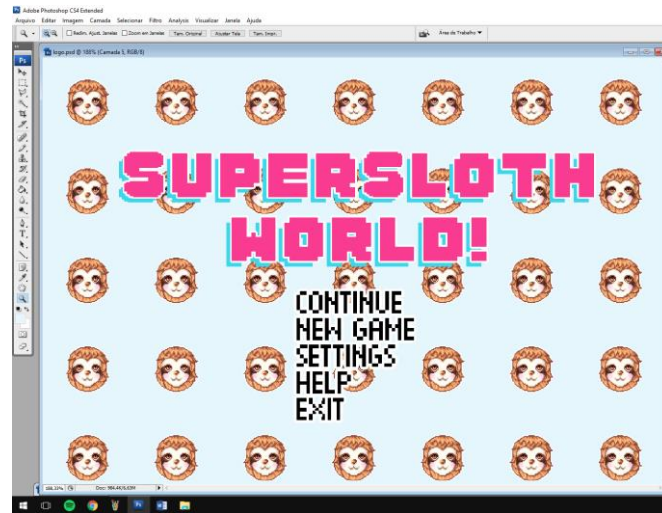 Adobe Photoshop CS4 Extended
Arquivo Editar Imagem Camada Selecionar Filtro Analysis Visualizar Janela Ajuda
Redim. Ajust. Janelas Zoom em Janelas Tam. Original Ajustar Tela Tam. Impr. Área de Trabalho
Ps logo.psd @ 188% (Camada 5, RGB/8)
SUPERSLOTH
WORLD!
CONTINUE
NEW GAME
SETTINGS
HELP
EXIT